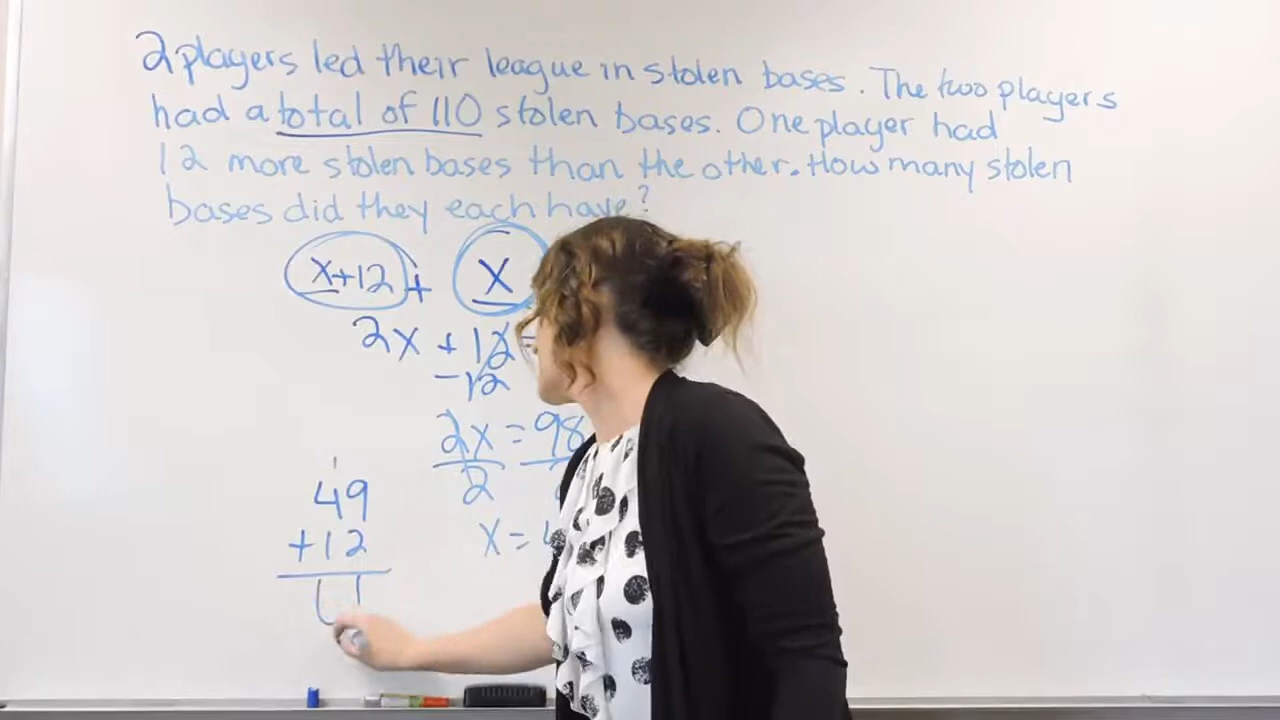 2 players led their league in stolen bases. The two players
had a total of 110 stolen bases. One player had
12 more stolen bases than the other. How many stolen
bases did they each have?
x+12 + x
2x + 12 =
-12
2x = 98
2
x =
1
49
+12